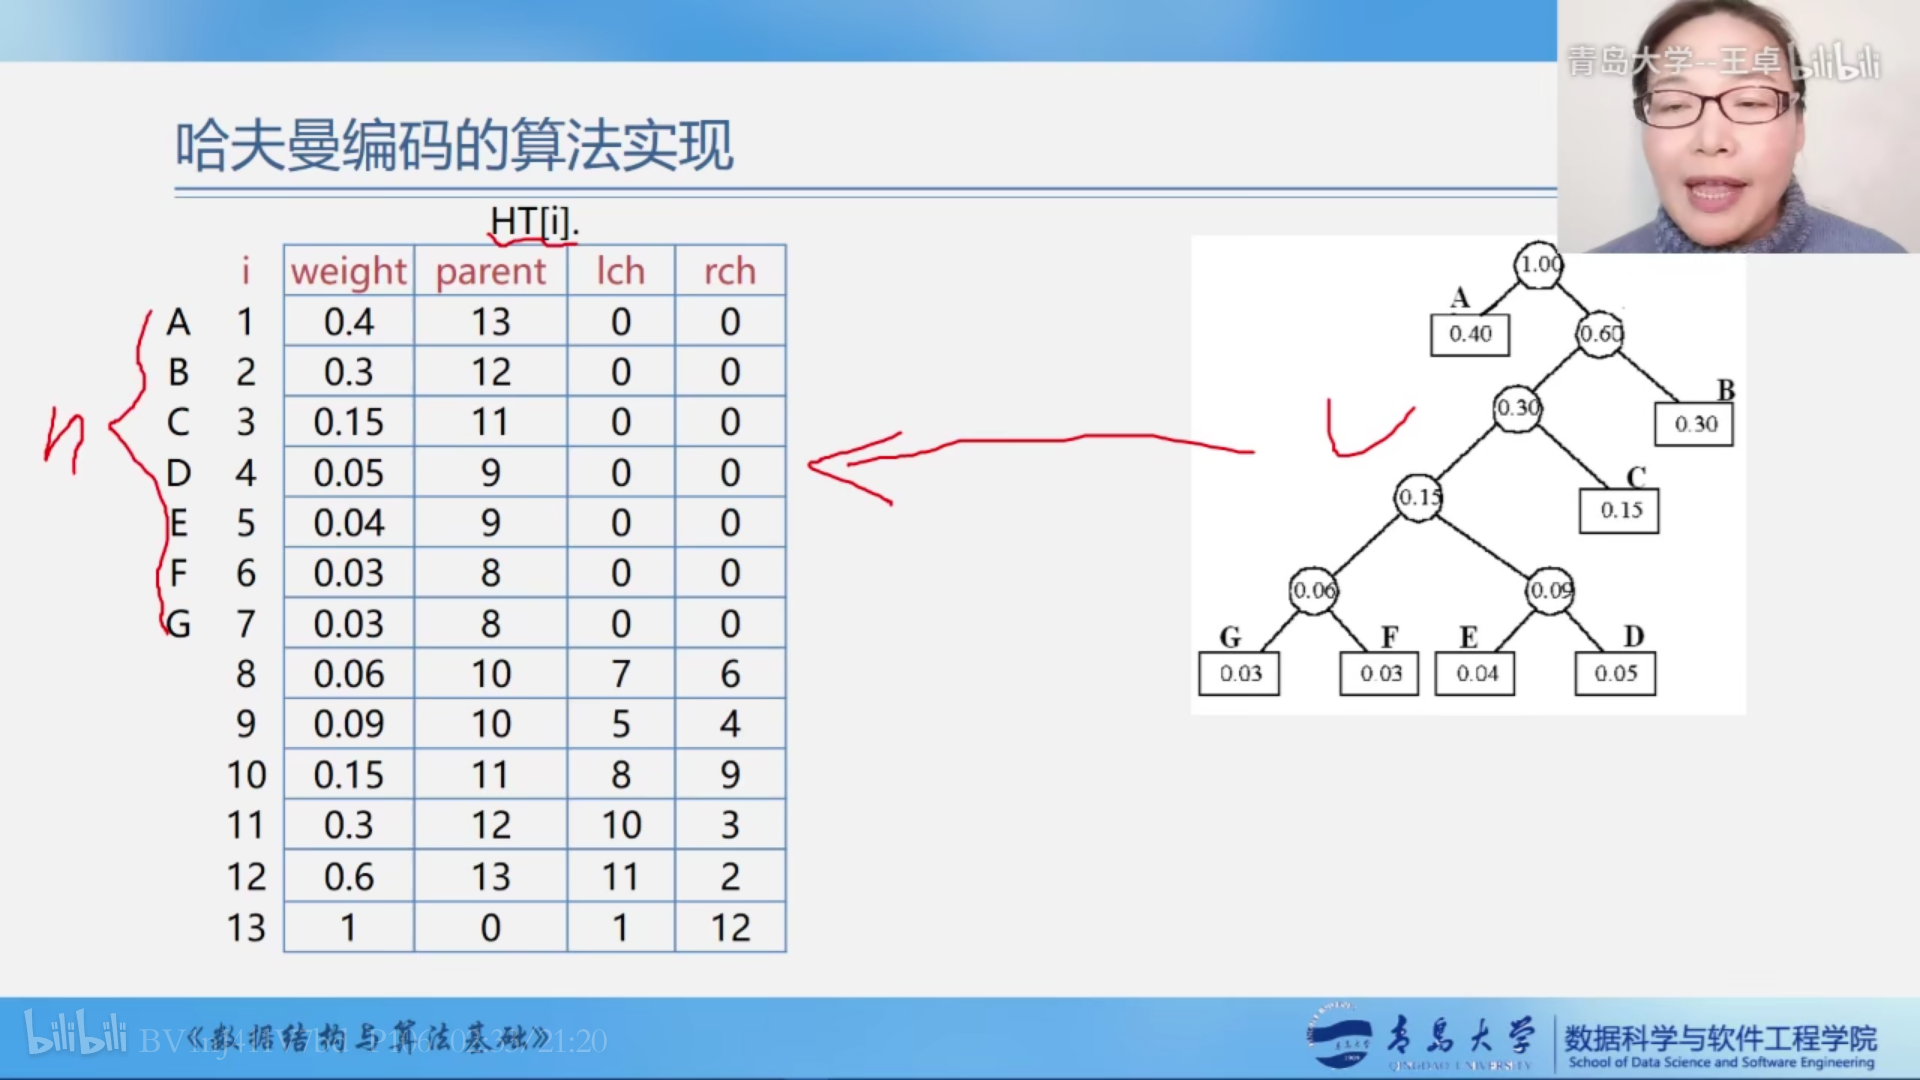 青岛大学--王卓 bilibili
哈夫曼编码的算法实现
HT[i].
i weight parent lch rch
A 1 0.4 13 0 0
B 2 0.3 12 0 0
C 3 0.15 11 0 0
D 4 0.05 9 0 0
E 5 0.04 9 0 0
F 6 0.03 8 0 0
G 7 0.03 8 0 0
8 0.06 10 7 6
9 0.09 10 5 4
10 0.15 11 8 9
11 0.3 12 10 3
12 0.6 13 11 2
13 1 0 1 12
n
1.00
A
0.40
0.60
0.30
B
0.30
0.15
C
0.15
0.06
0.09
G F E D
0.03 0.03 0.04 0.05
bilibili
《数据结构与算法基础》
21:20
青岛大学
QINGDAO UNIVERSITY
数据科学与软件工程学院
School of Data Science and Software Engineering